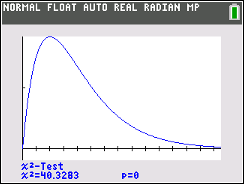 NORMAL FLOAT AUTO REAL RADIAN MP
χ²-Test
χ²=40.3283 p=0